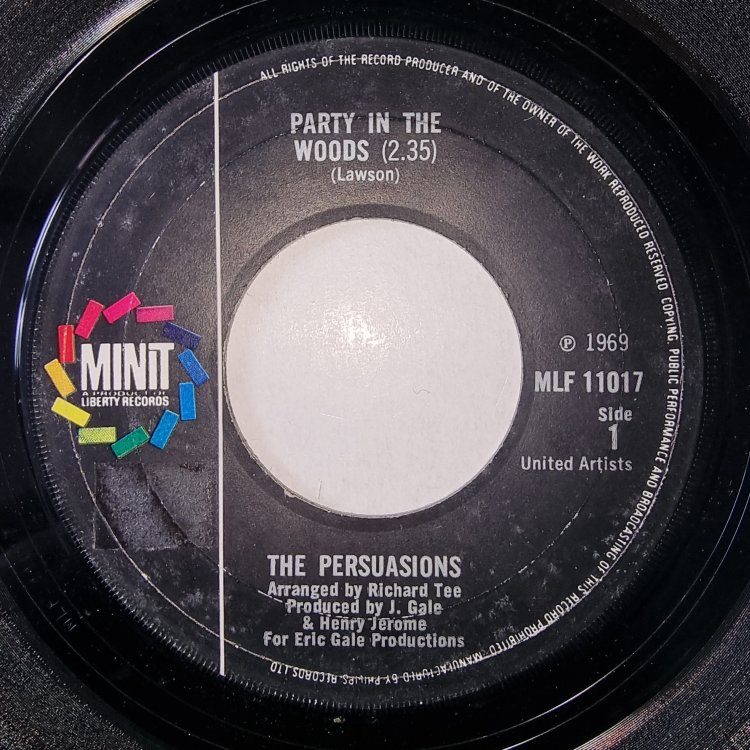 ALL RIGHTS OF THE RECORD PRODUCER AND OF THE OWNER OF THE WORK REPRODUCED RESERVED. COPYING, PUBLIC PERFORMANCE AND BROADCASTING OF THIS RECORD PROHIBITED. MANUFACTURED BY PHILIPS RECORDS LTD
PARTY IN THE
WOODS (2.35)
(Lawson)
MINIT
A PRODUCT OF
LIBERTY RECORDS
℗ 1969
MLF 11017
Side
1
United Artists
THE PERSUASIONS
Arranged by Richard Tee
Produced by J. Gale
& Henry Jerome
For Eric Gale Productions